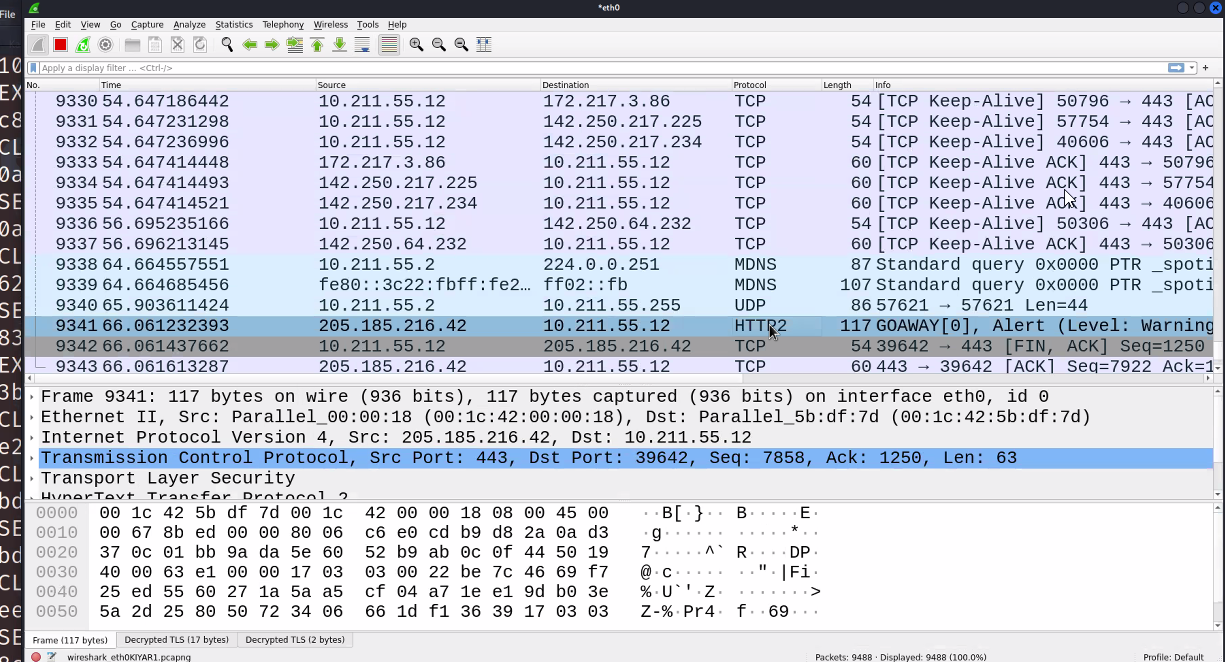 *eth0
File
File Edit View Go Capture Analyze Statistics Telephony Wireless Tools Help
Apply a display filter ... <Ctrl-/>
+
No. Time Source Destination Protocol Length Info
9330 54.647186442 10.211.55.12 172.217.3.86 TCP 54 [TCP Keep-Alive] 50796 → 443 [AC
9331 54.647231298 10.211.55.12 142.250.217.225 TCP 54 [TCP Keep-Alive] 57754 → 443 [AC
9332 54.647236996 10.211.55.12 142.250.217.234 TCP 54 [TCP Keep-Alive] 40606 → 443 [AC
9333 54.647414448 172.217.3.86 10.211.55.12 TCP 60 [TCP Keep-Alive ACK] 443 → 50796
9334 54.647414493 142.250.217.225 10.211.55.12 TCP 60 [TCP Keep-Alive ACK] 443 → 57754
9335 54.647414521 142.250.217.234 10.211.55.12 TCP 60 [TCP Keep-Alive ACK] 443 → 40606
9336 56.695235166 10.211.55.12 142.250.64.232 TCP 54 [TCP Keep-Alive] 50306 → 443 [AC
9337 56.696213145 142.250.64.232 10.211.55.12 TCP 60 [TCP Keep-Alive ACK] 443 → 50306
9338 64.664557551 10.211.55.2 224.0.0.251 MDNS 87 Standard query 0x0000 PTR _spoti
9339 64.664685456 fe80::3c22:fbff:fe2… ff02::fb MDNS 107 Standard query 0x0000 PTR _spoti
9340 65.903611424 10.211.55.2 10.211.55.255 UDP 86 57621 → 57621 Len=44
9341 66.061232393 205.185.216.42 10.211.55.12 HTTP2 117 GOAWAY[0], Alert (Level: Warning
9342 66.061437662 10.211.55.12 205.185.216.42 TCP 54 39642 → 443 [FIN, ACK] Seq=1250
9343 66.061613287 205.185.216.42 10.211.55.12 TCP 60 443 → 39642 [ACK] Seq=7922 Ack=1
Frame 9341: 117 bytes on wire (936 bits), 117 bytes captured (936 bits) on interface eth0, id 0
Ethernet II, Src: Parallel_00:00:18 (00:1c:42:00:00:18), Dst: Parallel_5b:df:7d (00:1c:42:5b:df:7d)
Internet Protocol Version 4, Src: 205.185.216.42, Dst: 10.211.55.12
Transmission Control Protocol, Src Port: 443, Dst Port: 39642, Seq: 7858, Ack: 1250, Len: 63
Transport Layer Security
HyperText Transfer Protocol 2
0000 00 1c 42 5b df 7d 00 1c 42 00 00 18 08 00 45 00 ··B[·}·· B·····E·
0010 00 67 8b ed 00 00 80 06 c6 e0 cd b9 d8 2a 0a d3 ·g······ ·····*··
0020 37 0c 01 bb 9a da 5e 60 52 b9 ab 0c 0f 44 50 19 7·····^` R····DP·
0030 40 00 63 e1 00 00 17 03 03 00 22 be 7c 46 69 f7 @·c····· ··"·|Fi·
0040 25 ed 55 60 27 1a 5a a5 cf 04 a7 1e e1 9d b0 3e %·U`'·Z· ·······>
0050 5a 2d 25 80 50 72 34 06 66 1d f1 36 39 17 03 03 Z-%·Pr4· f··69···
Frame (117 bytes) Decrypted TLS (17 bytes) Decrypted TLS (2 bytes)
wireshark_eth0KIYAR1.pcapng Packets: 9488 · Displayed: 9488 (100.0%) Profile: Default